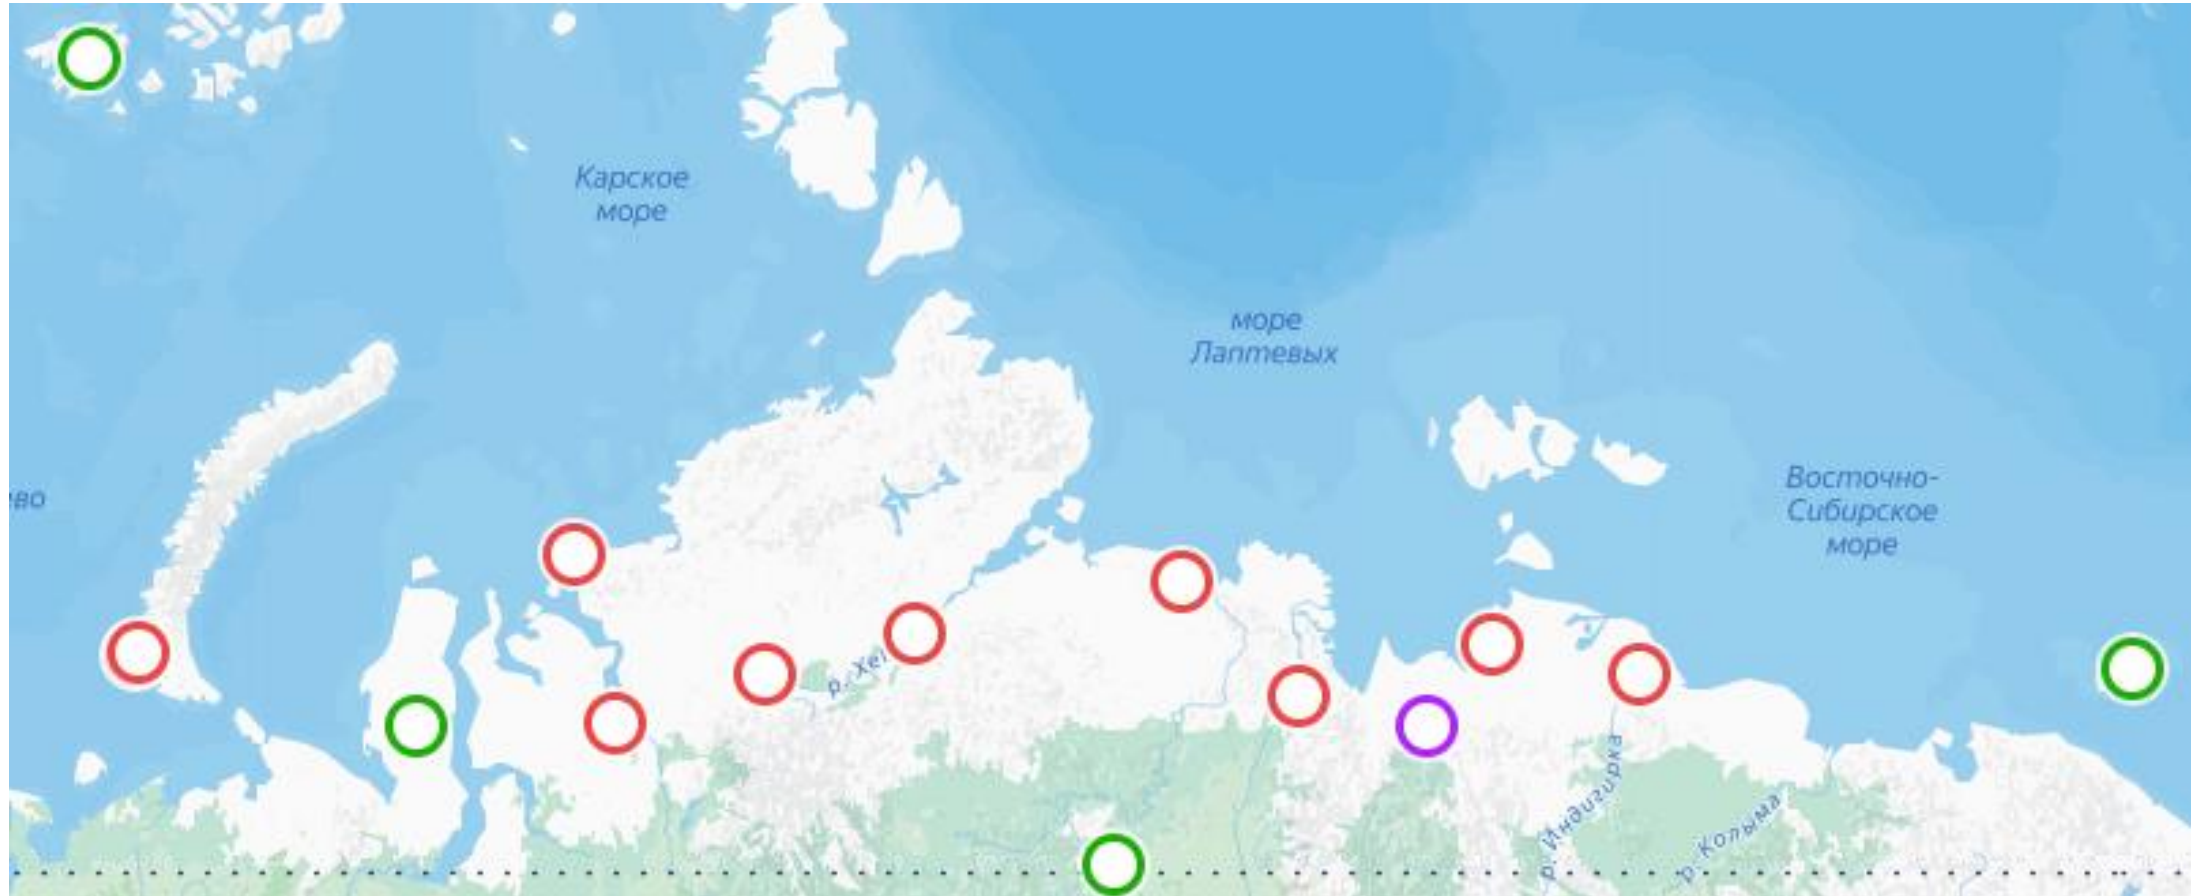 Карское
море
море
Лаптевых
Восточно-
Сибирское
море
р. Индигирка
р. Колыма